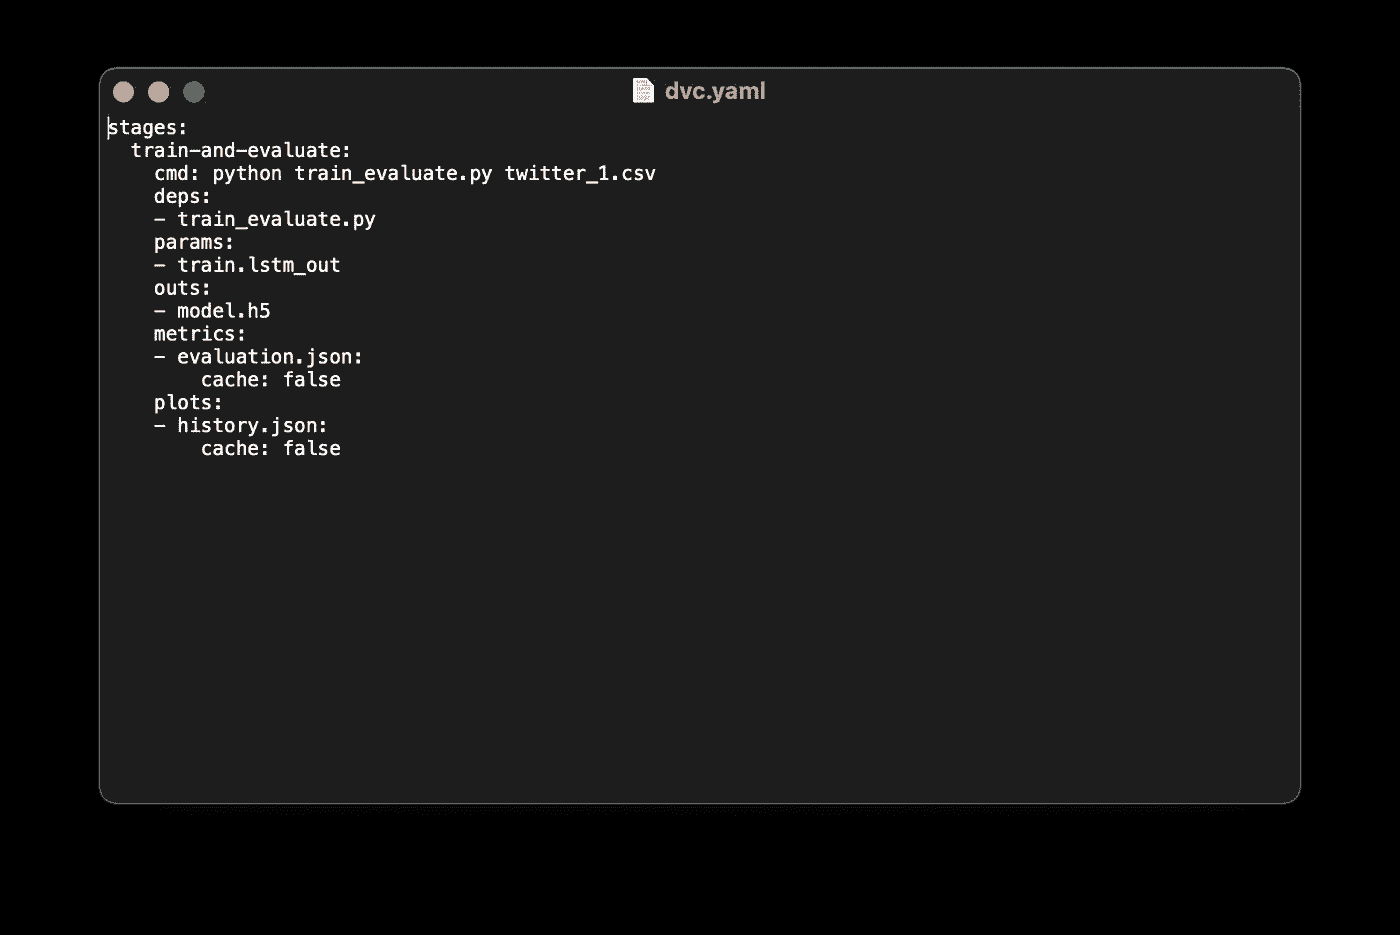 dvc.yaml
stages:
  train-and-evaluate:
    cmd: python train_evaluate.py twitter_1.csv
    deps:
    - train_evaluate.py
    params:
    - train.lstm_out
    outs:
    - model.h5
    metrics:
    - evaluation.json:
        cache: false
    plots:
    - history.json:
        cache: false